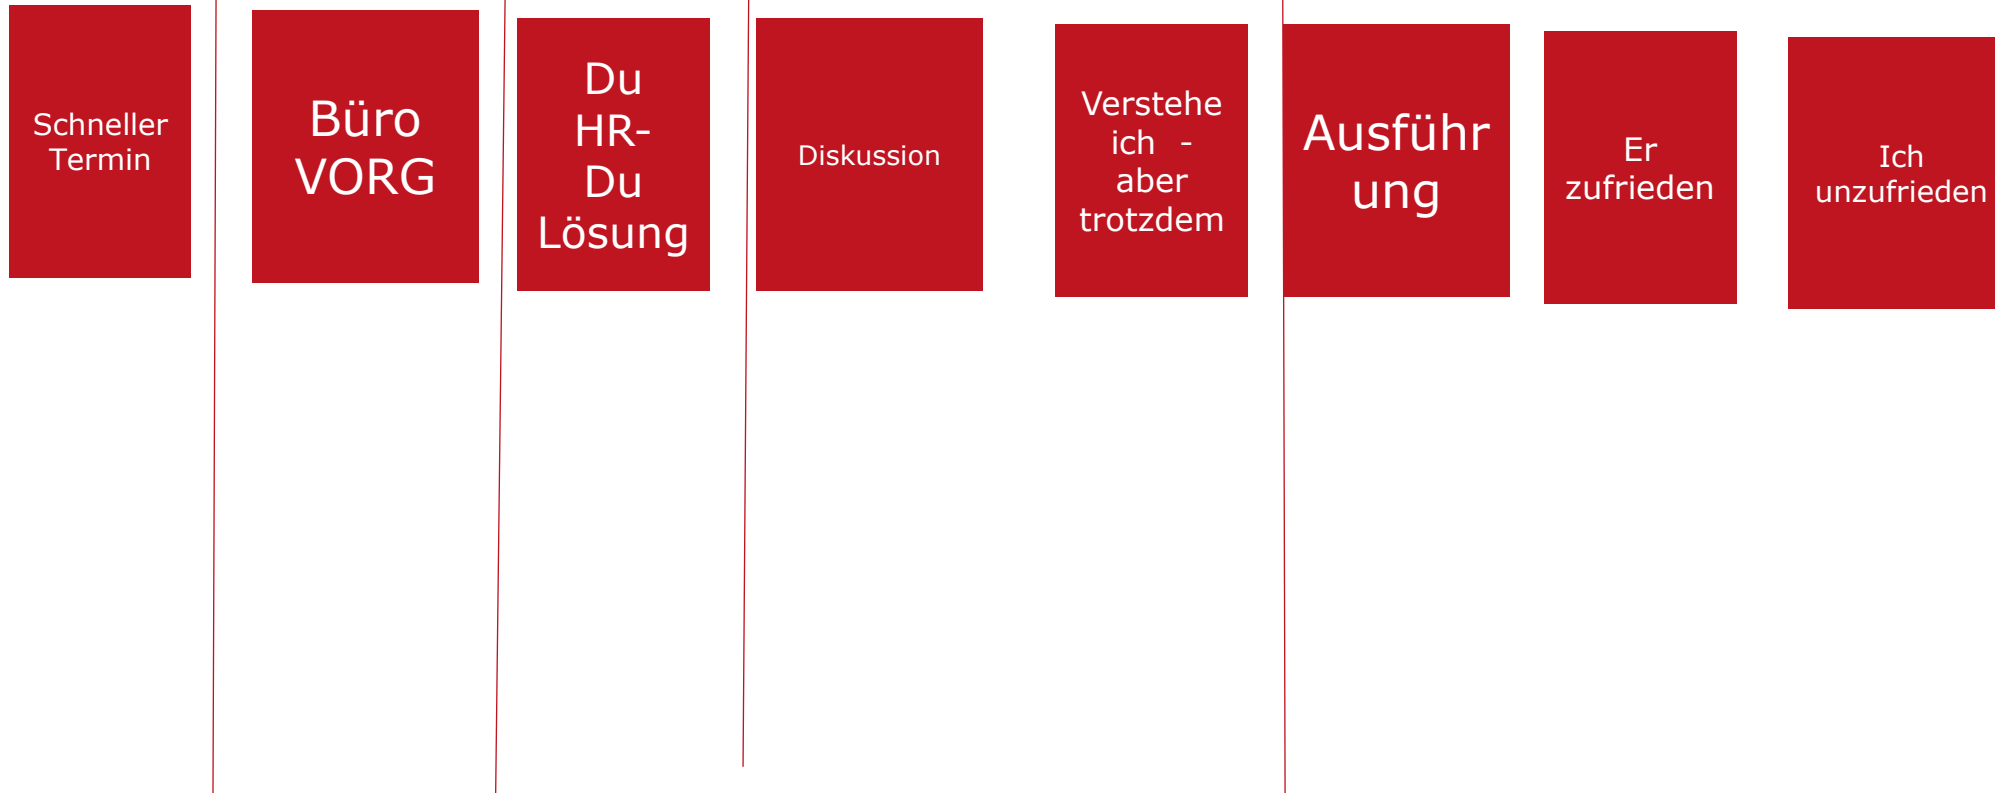 Schneller
Termin
Büro
VORG
Du
HR-
Du
Lösung
Diskussion
Verstehe
ich -
aber
trotzdem
Ausführ
ung
Er
zufrieden
Ich
unzufrieden